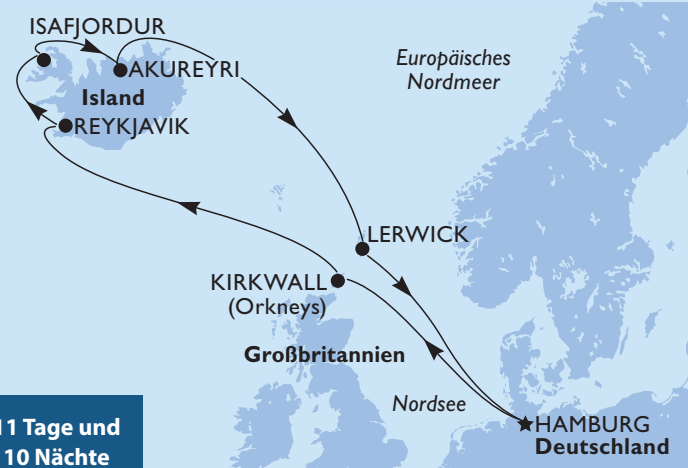 ISAFJORDUR
AKUREYRI
Island
REYKJAVIK
Europäisches
Nordmeer
LERWICK
KIRKWALL
(Orkneys)
Großbritannien
Nordsee
HAMBURG
Deutschland
11 Tage und
10 Nächte